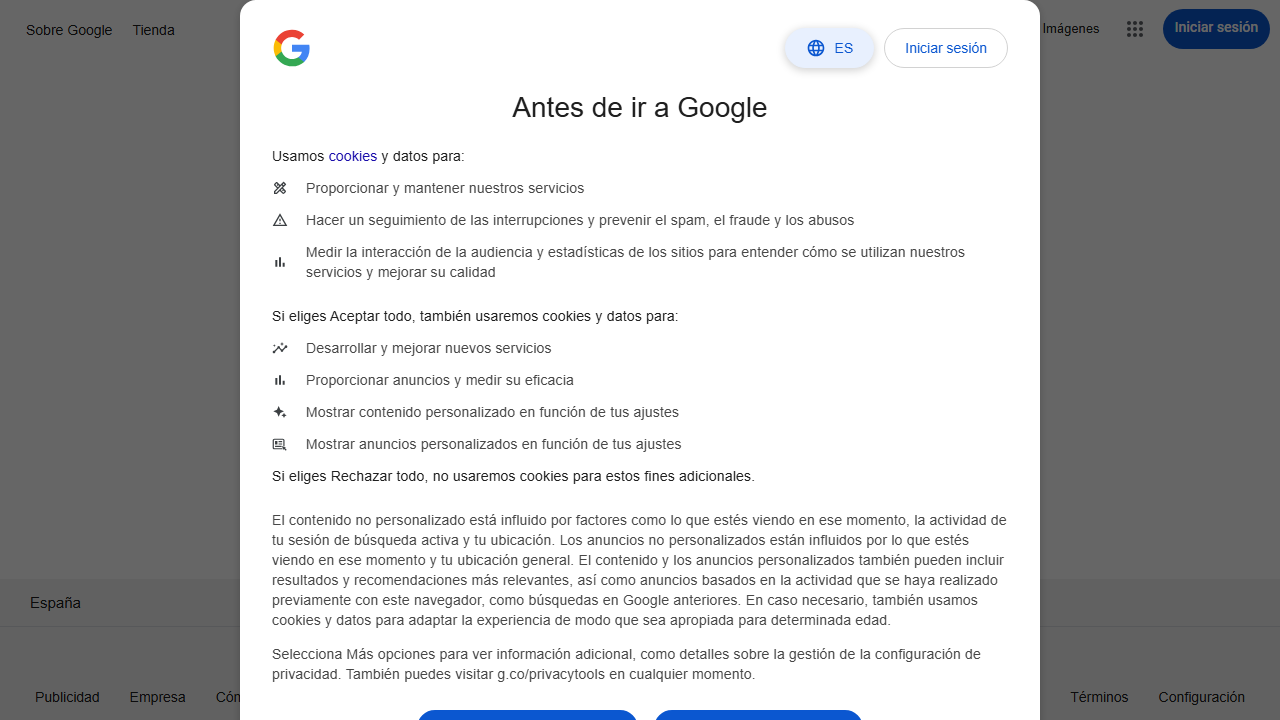 Sobre Google
Tienda
Imágenes
Iniciar sesión
ES
Iniciar sesión
Antes de ir a Google
Usamos cookies y datos para:
Proporcionar y mantener nuestros servicios
Hacer un seguimiento de las interrupciones y prevenir el spam, el fraude y los abusos
Medir la interacción de la audiencia y estadísticas de los sitios para entender cómo se utilizan nuestros
servicios y mejorar su calidad
Si eliges Aceptar todo, también usaremos cookies y datos para:
Desarrollar y mejorar nuevos servicios
Proporcionar anuncios y medir su eficacia
Mostrar contenido personalizado en función de tus ajustes
Mostrar anuncios personalizados en función de tus ajustes
Si eliges Rechazar todo, no usaremos cookies para estos fines adicionales.
El contenido no personalizado está influido por factores como lo que estés viendo en ese momento, la actividad de
tu sesión de búsqueda activa y tu ubicación. Los anuncios no personalizados están influidos por lo que estés
viendo en ese momento y tu ubicación general. El contenido y los anuncios personalizados también pueden incluir
resultados y recomendaciones más relevantes, así como anuncios basados en la actividad que se haya realizado
previamente con este navegador, como búsquedas en Google anteriores. En caso necesario, también usamos
cookies y datos para adaptar la experiencia de modo que sea apropiada para determinada edad.
Selecciona Más opciones para ver información adicional, como detalles sobre la gestión de la configuración de
privacidad. También puedes visitar g.co/privacytools en cualquier momento.
España
Publicidad
Empresa
Términos
Configuración